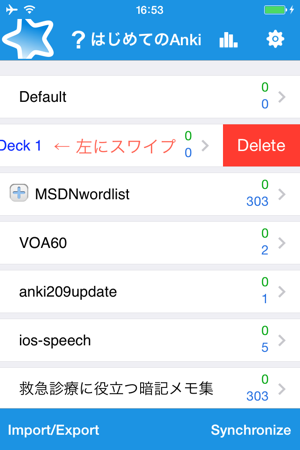 16:53
? はじめてのAnki
Default
0
0
Deck 1 ← 左にスワイプ
0
0
Delete
MSDNwordlist
0
303
VOA60
0
2
anki209update
0
1
ios-speech
0
5
救急診療に役立つ暗記メモ集
0
303
Import/Export Synchronize